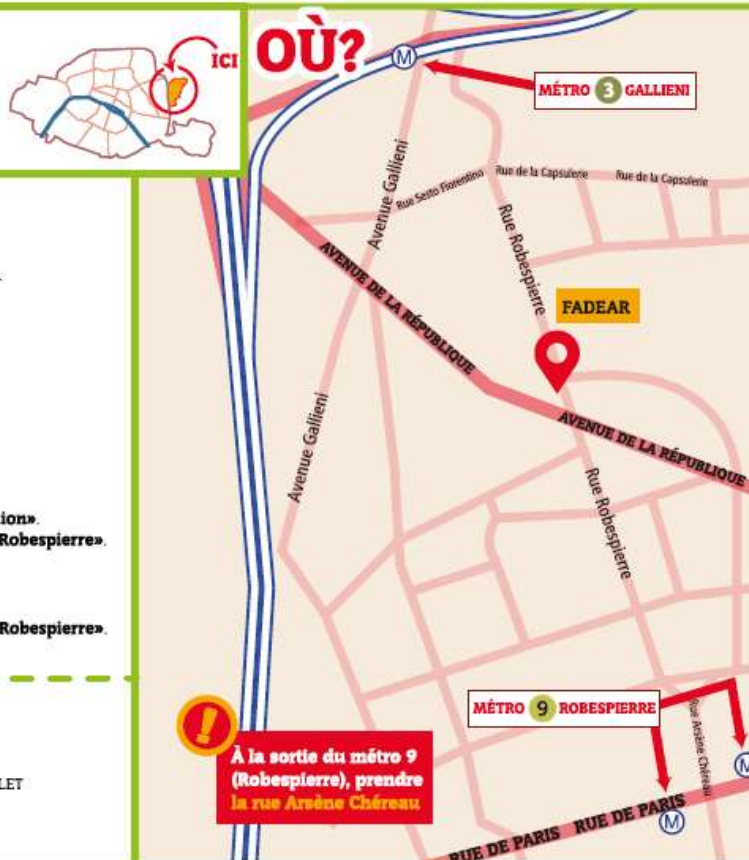 ICI
OÙ?
M
MÉTRO 3 GALLIENI
Avenue Gallieni
Rue Sesto Fiorentino
Rue de la Capsulerie
Rue de la Capsulerie
Rue Robespierre
AVENUE DE LA RÉPUBLIQUE
FADEAR
Avenue Gallieni
AVENUE DE LA RÉPUBLIQUE
Rue Robespierre
ion».
Robespierre».
Robespierre».
MÉTRO 9 ROBESPIERRE
Rue Arsène Chéreau
!
À la sortie du métro 9
(Robespierre), prendre
la rue Arsène Chéreau
LET
M
M
RUE DE PARIS
RUE DE PARIS